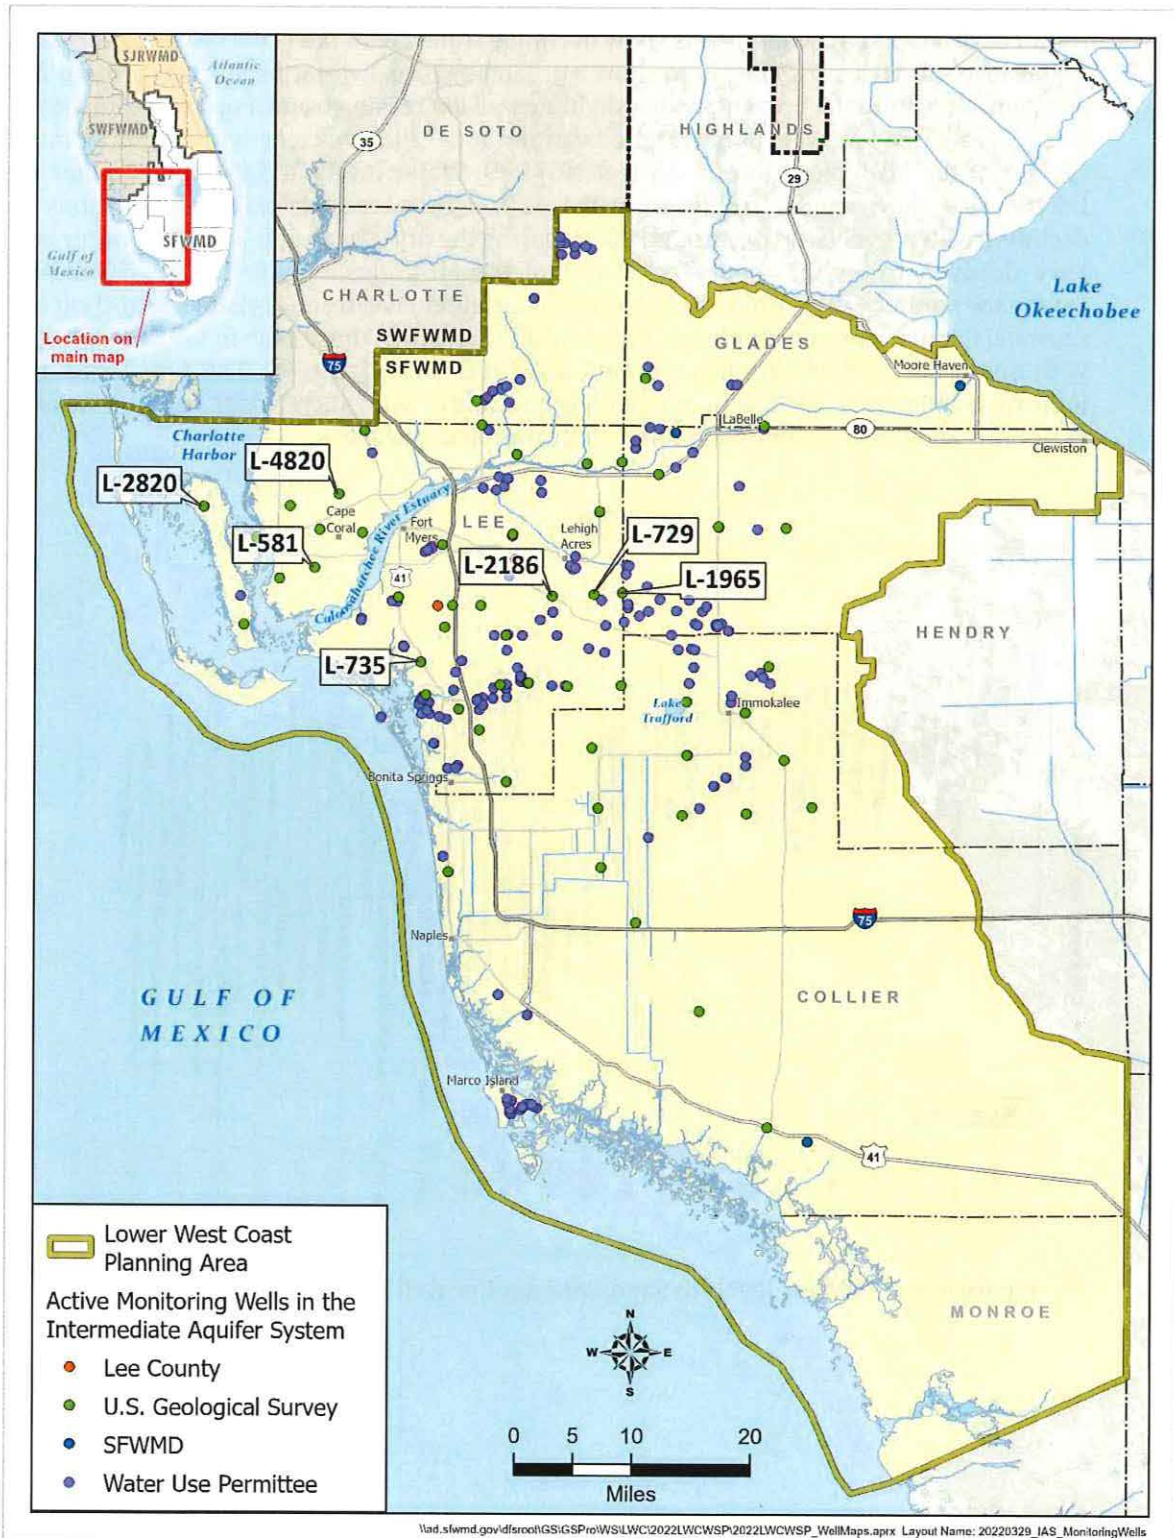 SJRWMD
Atlantic
Ocean
SWFWMD
SFWMD
Gulf of
Mexico
Location on
main map
DE SOTO
HIGHLANDS
35
29
CHARLOTTE
SWFWMD
SFWMD
75
GLADES
Lake
Okeechobee
Moore Haven
LaBelle
80
Clewiston
Charlotte
Harbor
L-4820
L-2820
Cape
Coral
Caloosahatchee River Estuary
Fort
Myers
LEE
Lehigh
Acres
L-581
L-729
L-2186
L-1965
41
L-735
HENDRY
Lake
Trafford
Immokalee
Bonita Springs
75
Naples
COLLIER
GULF OF
MEXICO
Marco Island
41
MONROE
Lower West Coast
Planning Area
Active Monitoring Wells in the
Intermediate Aquifer System
Lee County
U.S. Geological Survey
SFWMD
Water Use Permittee
N
W E
S
0 5 10 20
Miles
\\ad.sfwmd.gov\dfsroot\GS\GSPro\WS\LWC\2022LWCWSP\2022LWCWSP_WellMaps.aprx Layout Name: 20220329_IAS_MonitoringWells